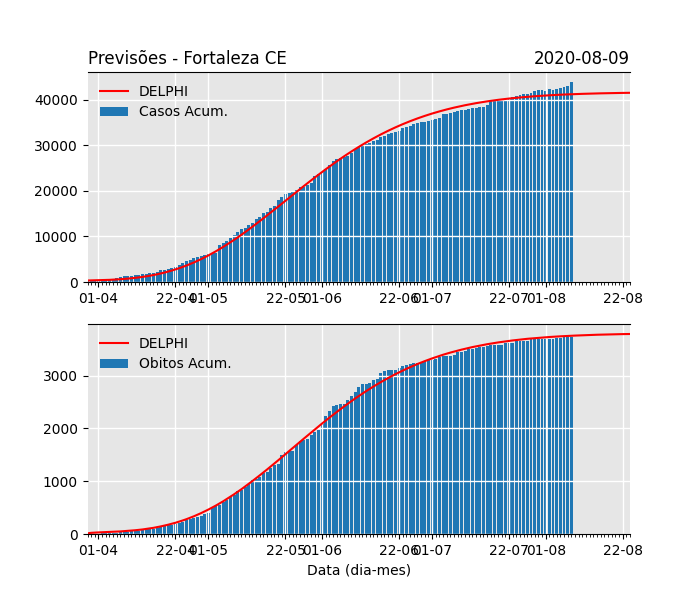 Previsões - Fortaleza CE 2020-08-09
DELPHI
Casos Acum.
40000
30000
20000
10000
0
01-04 22-04 01-05 22-05 01-06 22-06 01-07 22-07 01-08 22-08
DELPHI
Obitos Acum.
3000
2000
1000
0
01-04 22-04 01-05 22-05 01-06 22-06 01-07 22-07 01-08 22-08
Data (dia-mes)